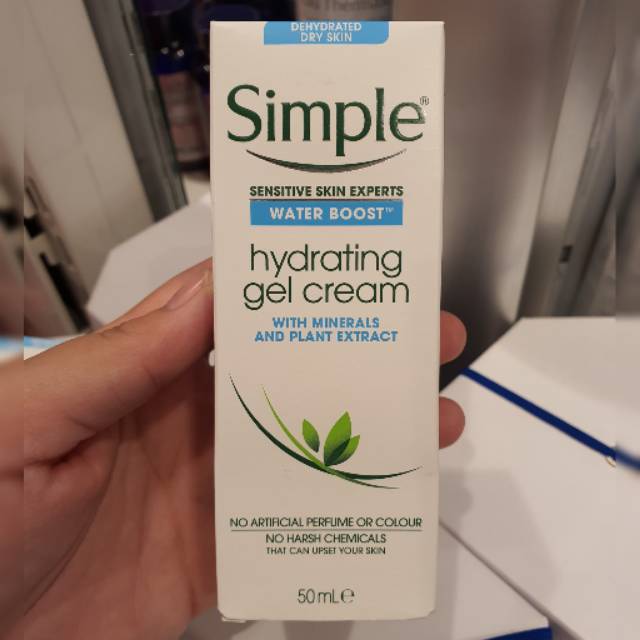 DEHYDRATED
DRY SKIN
Simple®
SENSITIVE SKIN EXPERTS
WATER BOOST™
hydrating
gel cream
WITH MINERALS
AND PLANT EXTRACT
NO ARTIFICIAL PERFUME OR COLOUR
NO HARSH CHEMICALS
THAT CAN UPSET YOUR SKIN
50mL℮